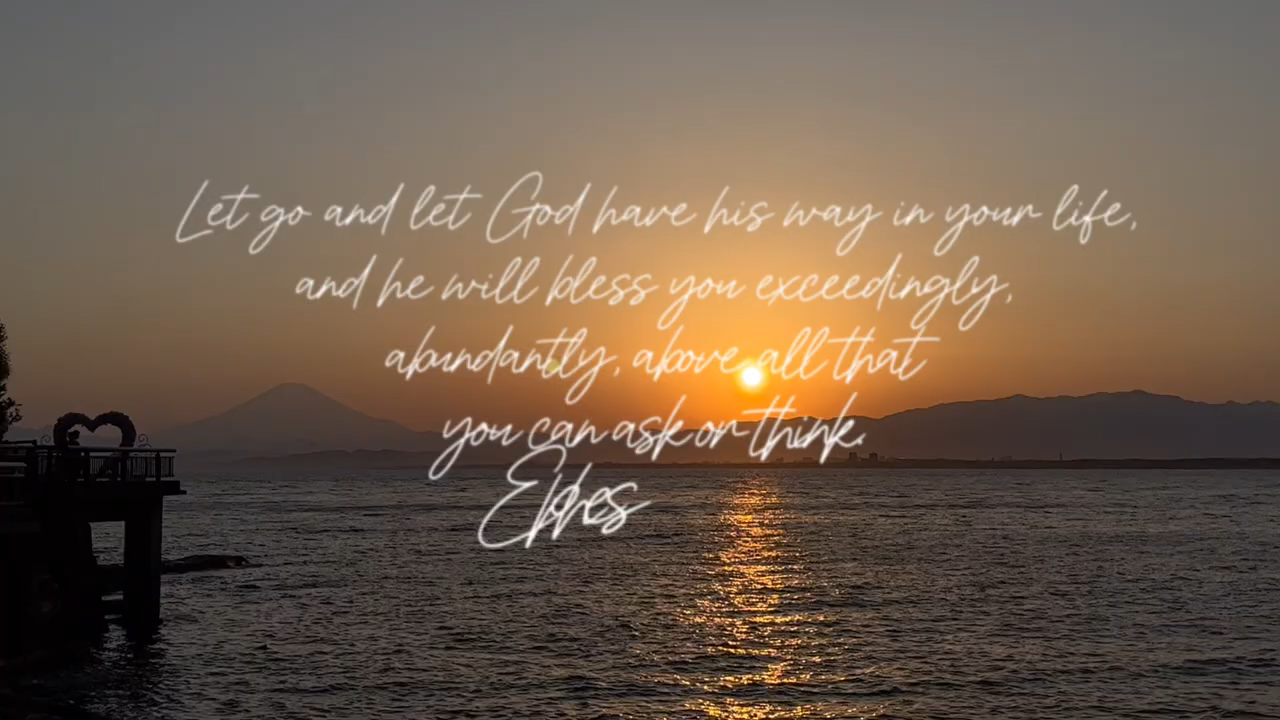 Let go and let God have his way in your life,
and he will bless you exceedingly,
abundantly, above all that
you can ask or think.
Ephes